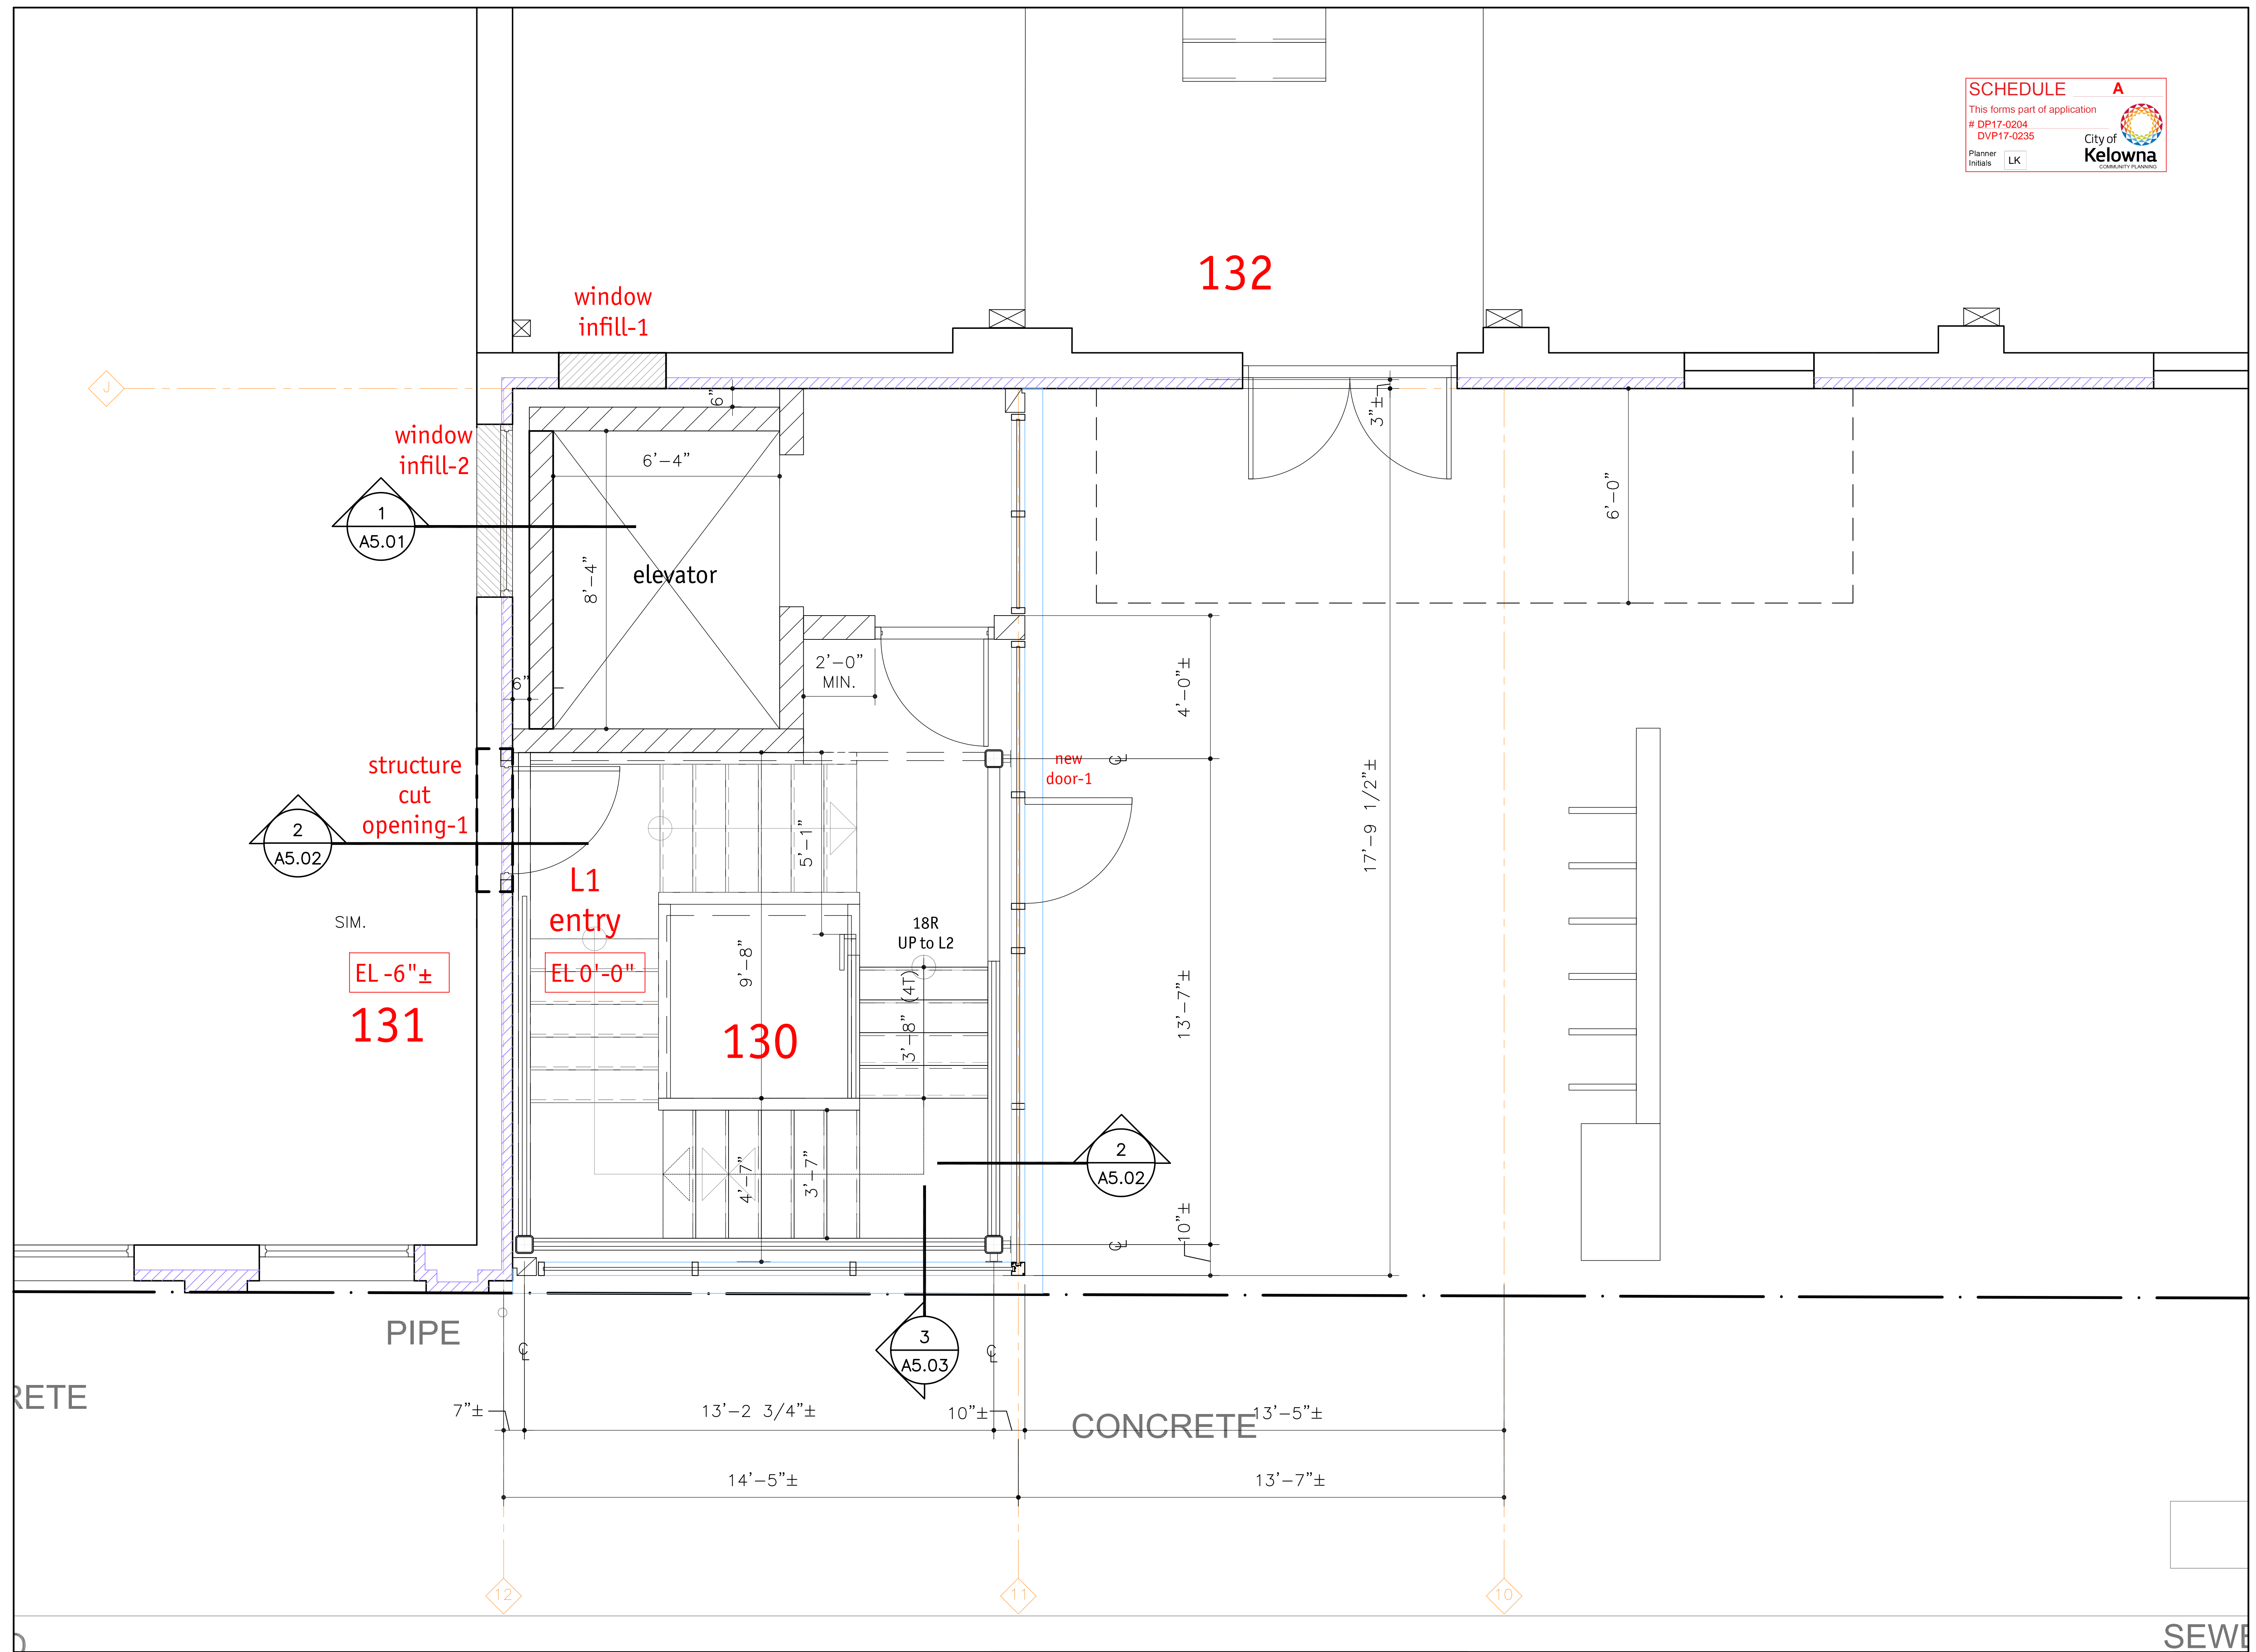 SCHEDULE A
This forms part of application
# DP17-0204
DVP17-0235
City of
Kelowna
COMMUNITY PLANNING
Planner
Initials LK
132
window
infill-1
J
6"
3"±
window
infill-2
6'-4"
6'-0"
1
A5.01
8'-4"
elevator
2'-0"
MIN.
6"
4'-0"±
structure
cut
opening-1
new
door-1
CL
17'-9 1/2"±
2
A5.02
5'-1"
L1
entry
SIM.
18R
UP to L2
EL -6"±
EL 0'-0"
9'-8"
3'-8" (4T)
13'-7"±
131
130
4'-7"
3'-7"
2
A5.02
10"±
CL
PIPE
3
A5.03
CL
CL
RETE
7"±
13'-2 3/4"±
10"±
CONCRETE
13'-5"±
14'-5"±
13'-7"±
12
11
10
SEWE